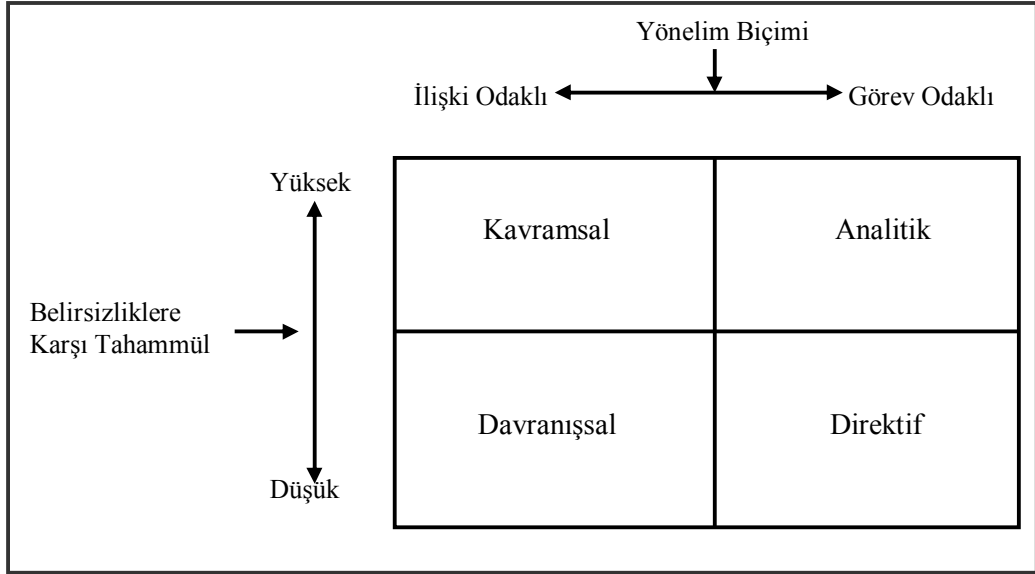 Yönelim Biçimi
İlişki Odaklı
Görev Odaklı
Yüksek
Kavramsal
Analitik
Belirsizliklere
Karşı Tahammül
Davranışsal
Direktif
Düşük